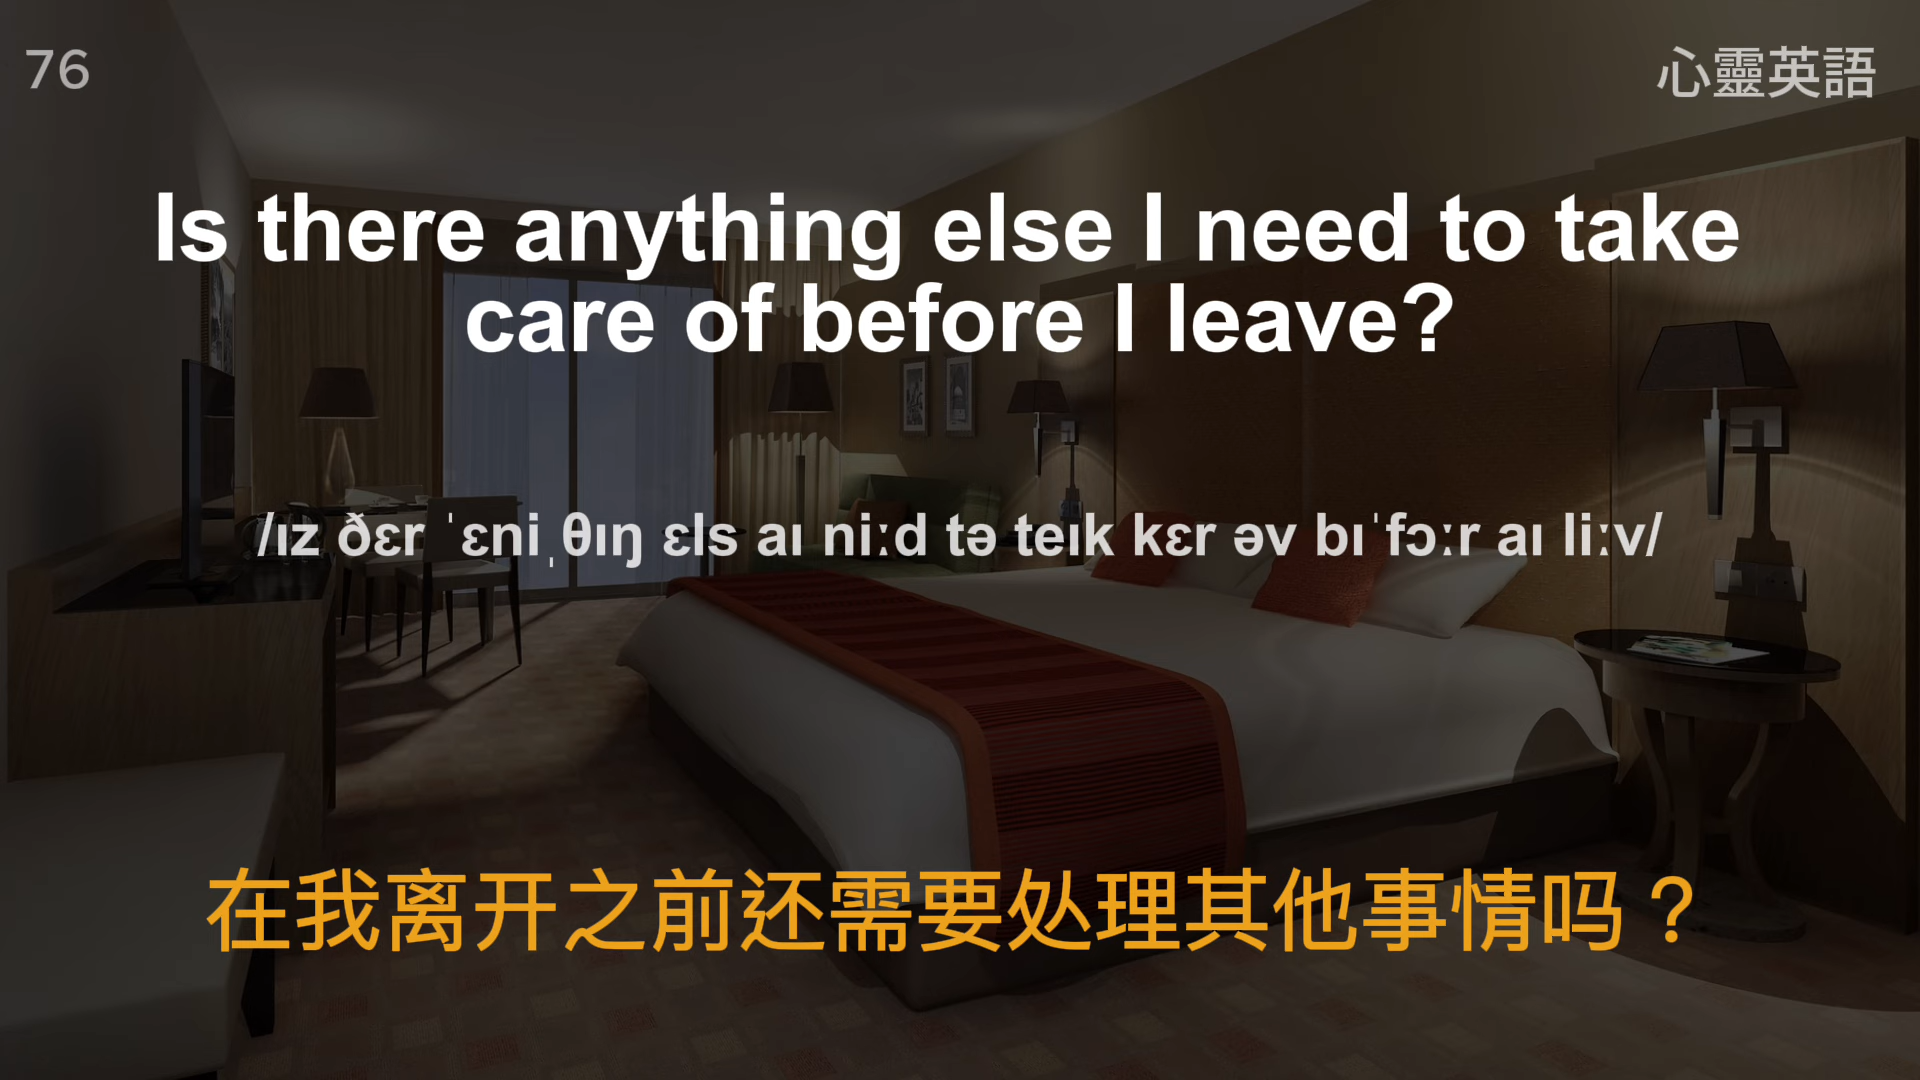 76
心靈英語
Is there anything else I need to take
care of before I leave?
/ɪz ðɛr ˈɛniˌθɪŋ ɛls aɪ niːd tə teɪk kɛr əv bɪˈfɔːr aɪ liːv/
在我离开之前还需要处理其他事情吗？